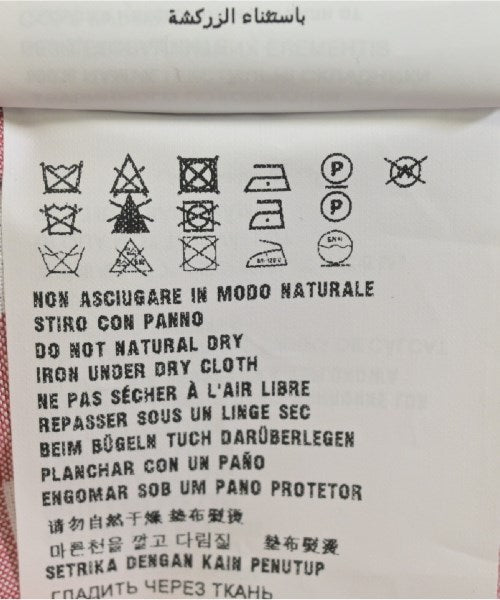 باستثناء الزركشة
P W
P
NON ASCIUGARE IN MODO NATURALE
STIRO CON PANNO
DO NOT NATURAL DRY
IRON UNDER DRY CLOTH
NE PAS SÉCHER À L'AIR LIBRE
REPASSER SOUS UN LINGE SEC
BEIM BÜGELN TUCH DARÜBERLEGEN
PLANCHAR CON UN PAÑO
ENGOMAR SOB UM PANO PROTETOR
请勿自然干燥 垫布熨烫
마른천을 깔고 다림질 垫布熨烫
SETRIKA DENGAN KAIN PENUTUP
ГЛАДИТЬ ЧЕРЕЗ ТКАНЬ